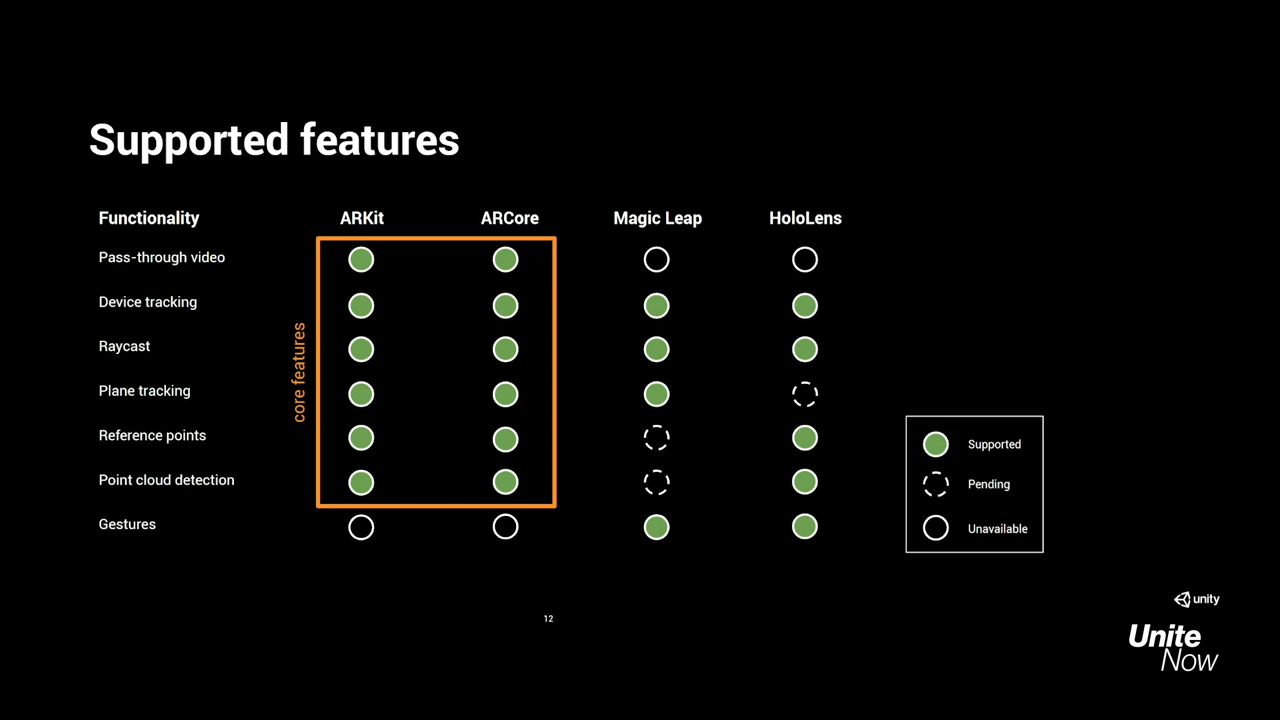 Supported features
Functionality ARKit ARCore Magic Leap HoloLens
Pass-through video
Device tracking
Raycast
Plane tracking
Reference points
Point cloud detection
Gestures
core features
Supported
Pending
Unavailable
12
unity
Unite
Now